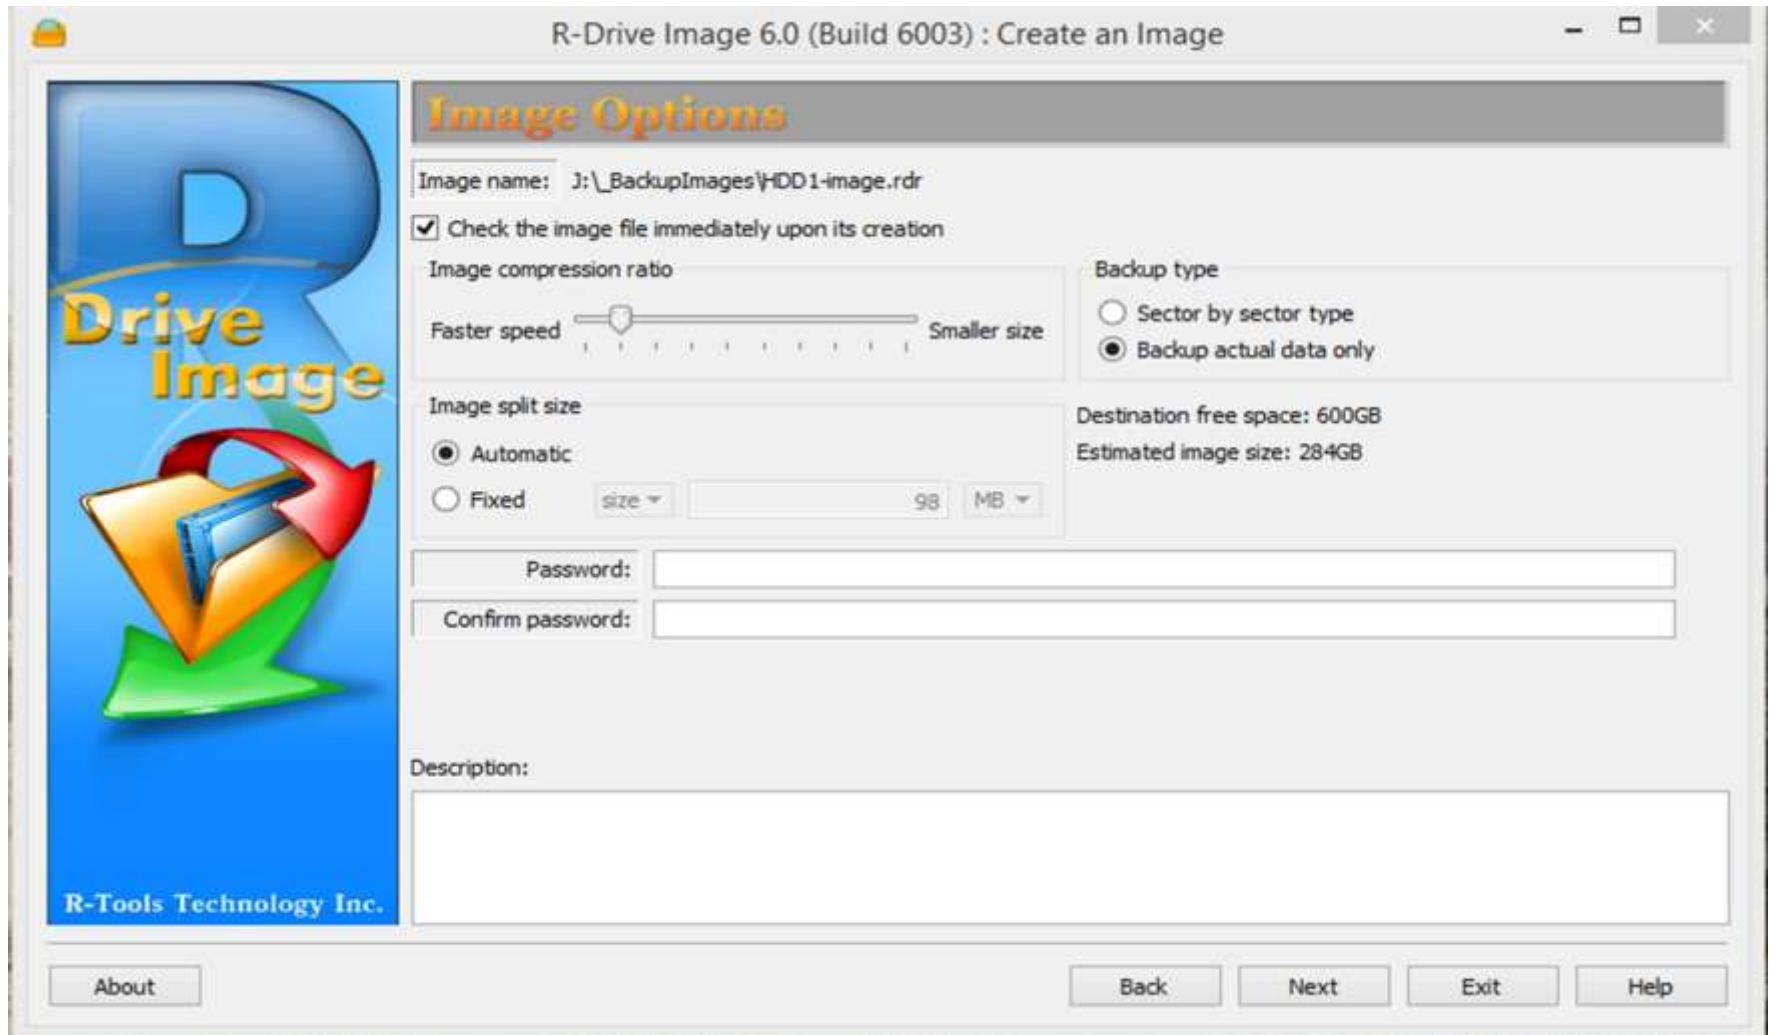 R-Drive Image 6.0 (Build 6003) : Create an Image
R
Drive
Image
R-Tools Technology Inc.
Image Options
Image name: J:\_BackupImages\HDD1-image.rdr
Check the image file immediately upon its creation
Image compression ratio
Faster speed Smaller size
Backup type
Sector by sector type
Backup actual data only
Image split size
Automatic
Fixed size 98 MB
Destination free space: 600GB
Estimated image size: 284GB
Password:
Confirm password:
Description:
About Back Next Exit Help